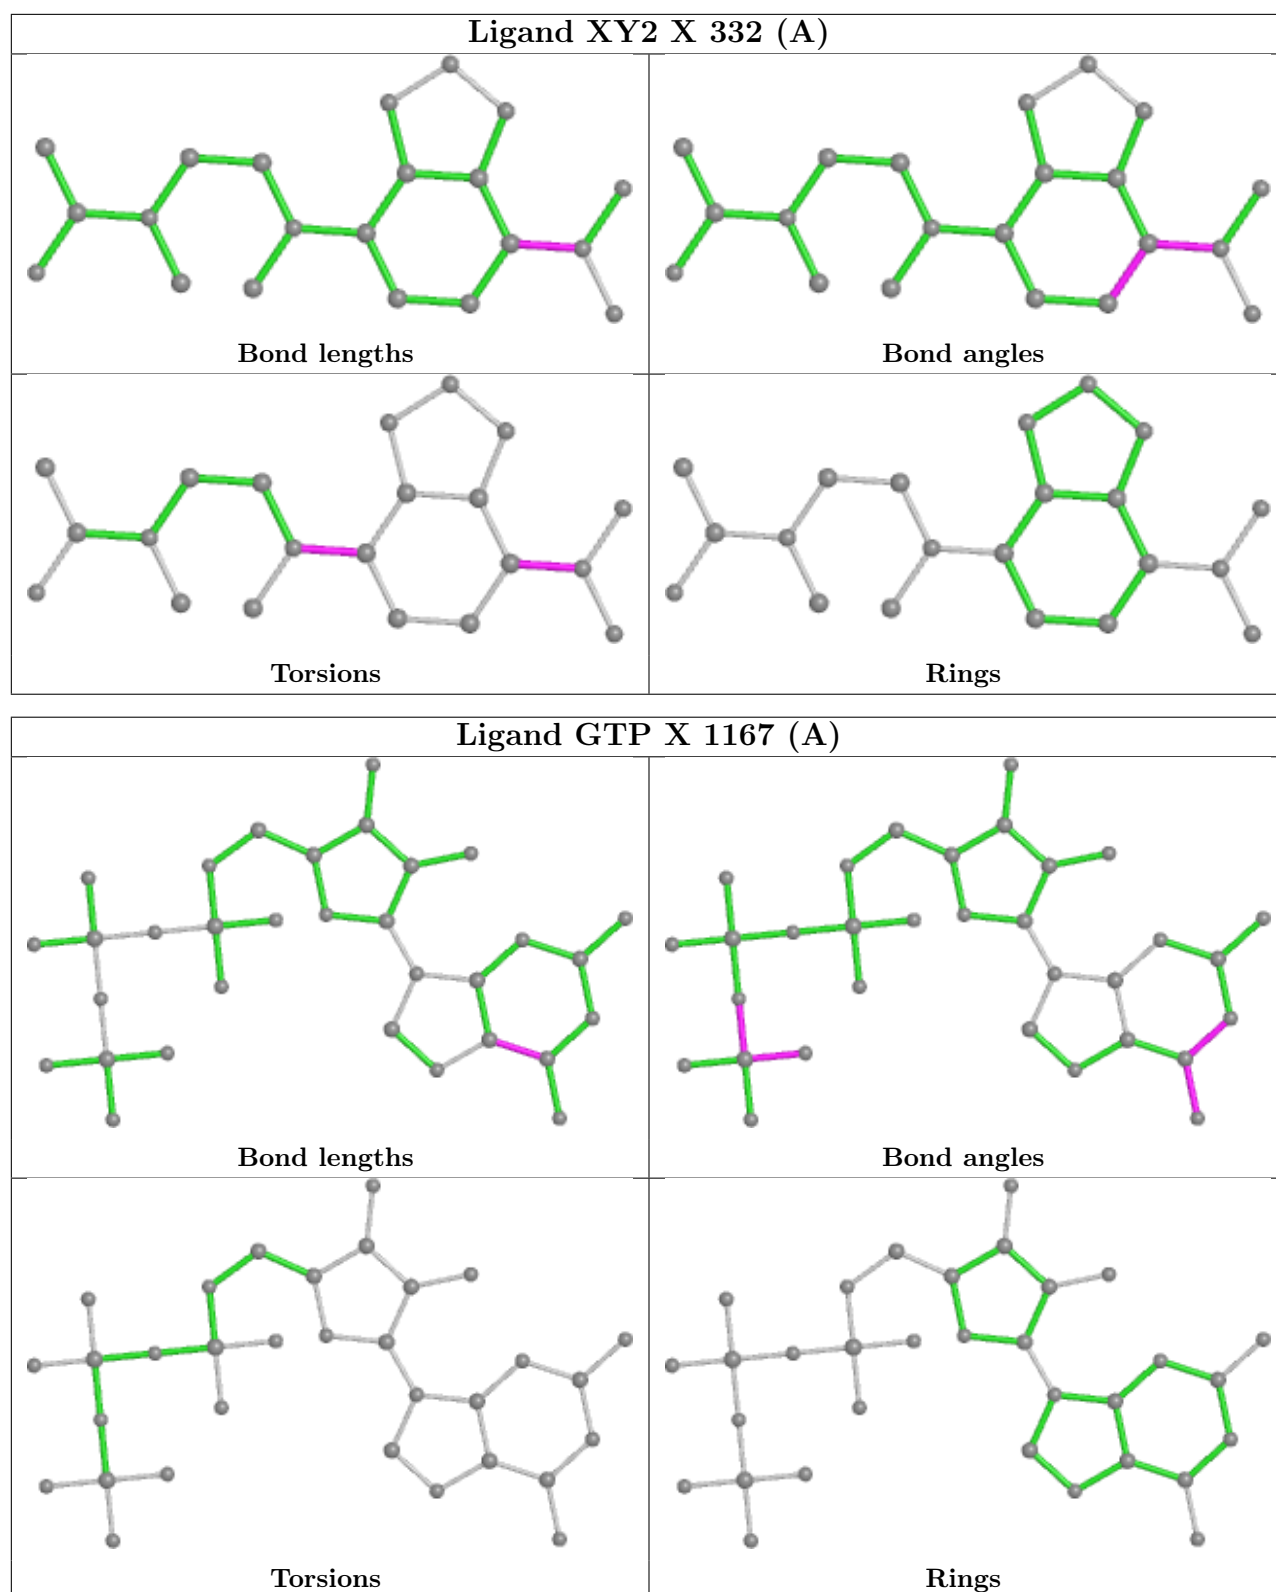 Ligand XY2 X 332 (A)
Bond lengths
Bond angles
Torsions
Rings
Ligand GTP X 1167 (A)
Bond lengths
Bond angles
Torsions
Rings